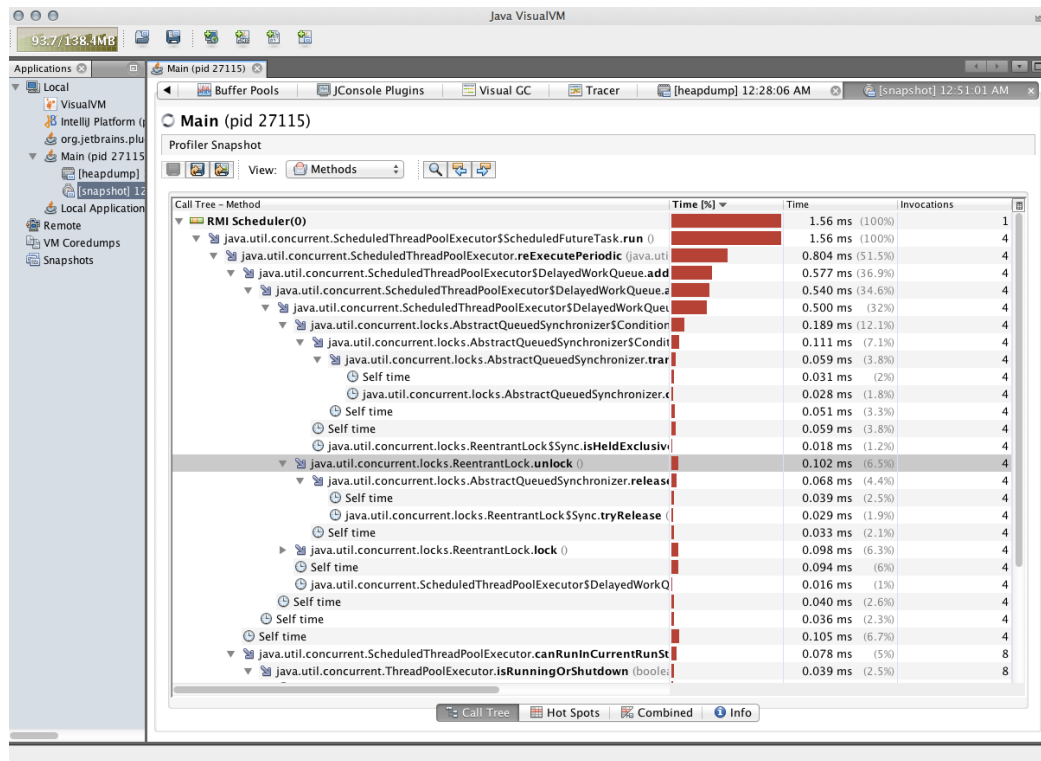 Java VisualVM
93.7/138.4MB
Applications
Main (pid 27115)
Local
VisualVM
IntelliJ Platform (p
org.jetbrains.plu
Main (pid 27115
[heapdump]
[snapshot] 12
Local Application
Remote
VM Coredumps
Snapshots
Buffer Pools JConsole Plugins Visual GC Tracer [heapdump] 12:28:06 AM [snapshot] 12:51:01 AM
Main (pid 27115)
Profiler Snapshot
View: Methods
Call Tree - Method Time [%] Time Invocations
RMI Scheduler(0) 1.56 ms (100%) 1
java.util.concurrent.ScheduledThreadPoolExecutor$ScheduledFutureTask.run () 1.56 ms (100%) 4
java.util.concurrent.ScheduledThreadPoolExecutor.reExecutePeriodic (java.uti 0.804 ms (51.5%) 4
java.util.concurrent.ScheduledThreadPoolExecutor$DelayedWorkQueue.add 0.577 ms (36.9%) 4
java.util.concurrent.ScheduledThreadPoolExecutor$DelayedWorkQueue.a 0.540 ms (34.6%) 4
java.util.concurrent.ScheduledThreadPoolExecutor$DelayedWorkQueu 0.500 ms (32%) 4
java.util.concurrent.locks.AbstractQueuedSynchronizer$Condition 0.189 ms (12.1%) 4
java.util.concurrent.locks.AbstractQueuedSynchronizer$Condit 0.111 ms (7.1%) 4
java.util.concurrent.locks.AbstractQueuedSynchronizer.tran 0.059 ms (3.8%) 4
Self time 0.031 ms (2%) 4
java.util.concurrent.locks.AbstractQueuedSynchronizer.e 0.028 ms (1.8%) 4
Self time 0.051 ms (3.3%) 4
Self time 0.059 ms (3.8%) 4
java.util.concurrent.locks.ReentrantLock$Sync.isHeldExclusive 0.018 ms (1.2%) 4
java.util.concurrent.locks.ReentrantLock.unlock () 0.102 ms (6.5%) 4
java.util.concurrent.locks.AbstractQueuedSynchronizer.release 0.068 ms (4.4%) 4
Self time 0.039 ms (2.5%) 4
java.util.concurrent.locks.ReentrantLock$Sync.tryRelease ( 0.029 ms (1.9%) 4
Self time 0.033 ms (2.1%) 4
java.util.concurrent.locks.ReentrantLock.lock () 0.098 ms (6.3%) 4
Self time 0.094 ms (6%) 4
java.util.concurrent.ScheduledThreadPoolExecutor$DelayedWorkQ 0.016 ms (1%) 4
Self time 0.040 ms (2.6%) 4
Self time 0.036 ms (2.3%) 4
Self time 0.105 ms (6.7%) 4
java.util.concurrent.ScheduledThreadPoolExecutor.canRunInCurrentRunSt 0.078 ms (5%) 8
java.util.concurrent.ThreadPoolExecutor.isRunningOrShutdown (boolea 0.039 ms (2.5%) 8
Call Tree Hot Spots Combined Info